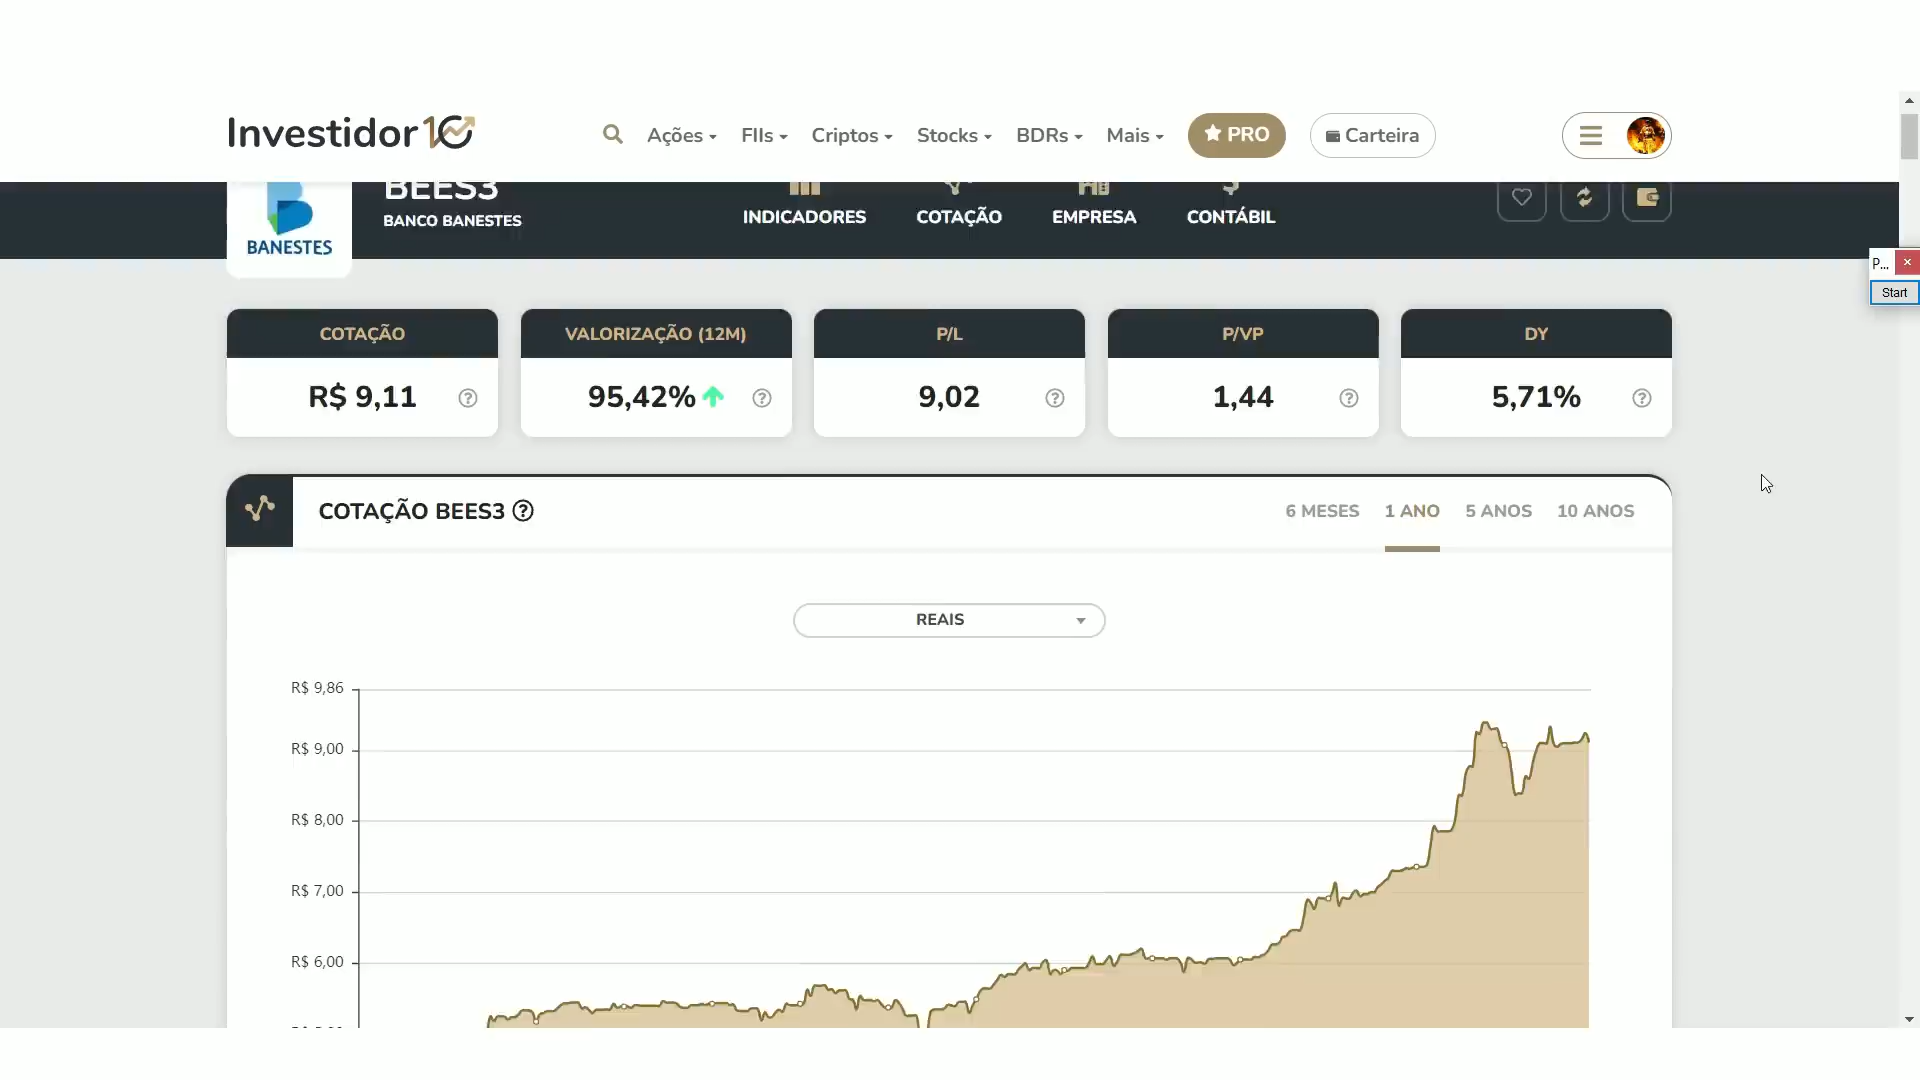 Investidor10
Ações
FIIs
Criptos
Stocks
BDRs
Mais
PRO
Carteira
BANESTES
BEES3
BANCO BANESTES
INDICADORES
COTAÇÃO
EMPRESA
CONTÁBIL
P...
Start
COTAÇÃO
R$ 9,11
VALORIZAÇÃO (12M)
95,42%
P/L
9,02
P/VP
1,44
DY
5,71%
COTAÇÃO BEES3
6 MESES
1 ANO
5 ANOS
10 ANOS
REAIS
R$ 9,86
R$ 9,00
R$ 8,00
R$ 7,00
R$ 6,00